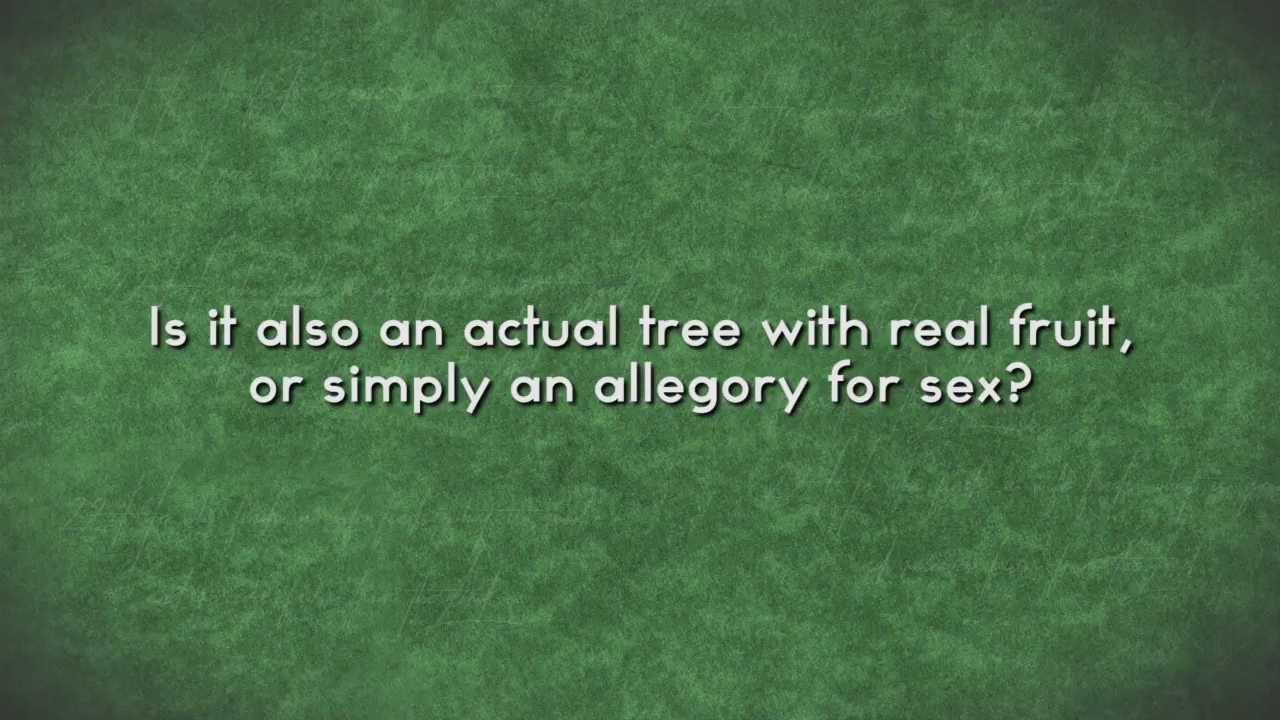 Is it also an actual tree with real fruit,
or simply an allegory for sex?